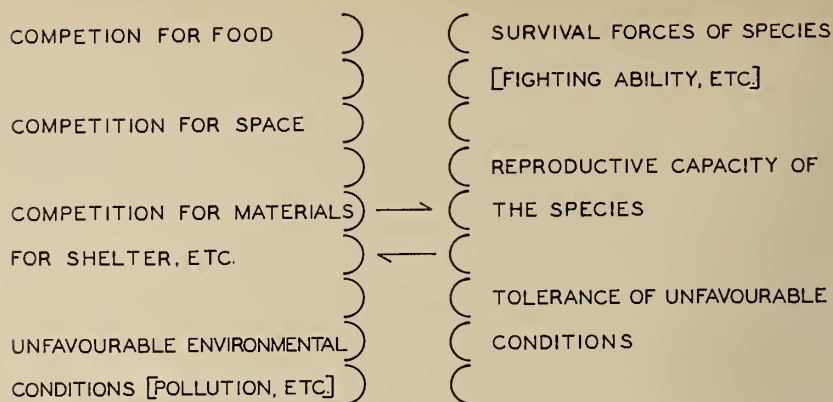 COMPETION FOR FOOD
COMPETITION FOR SPACE
COMPETITION FOR MATERIALS
FOR SHELTER, ETC.
UNFAVOURABLE ENVIRONMENTAL
CONDITIONS [POLLUTION, ETC.]
SURVIVAL FORCES OF SPECIES
[FIGHTING ABILITY, ETC.]
REPRODUCTIVE CAPACITY OF
THE SPECIES
TOLERANCE OF UNFAVOURABLE
CONDITIONS